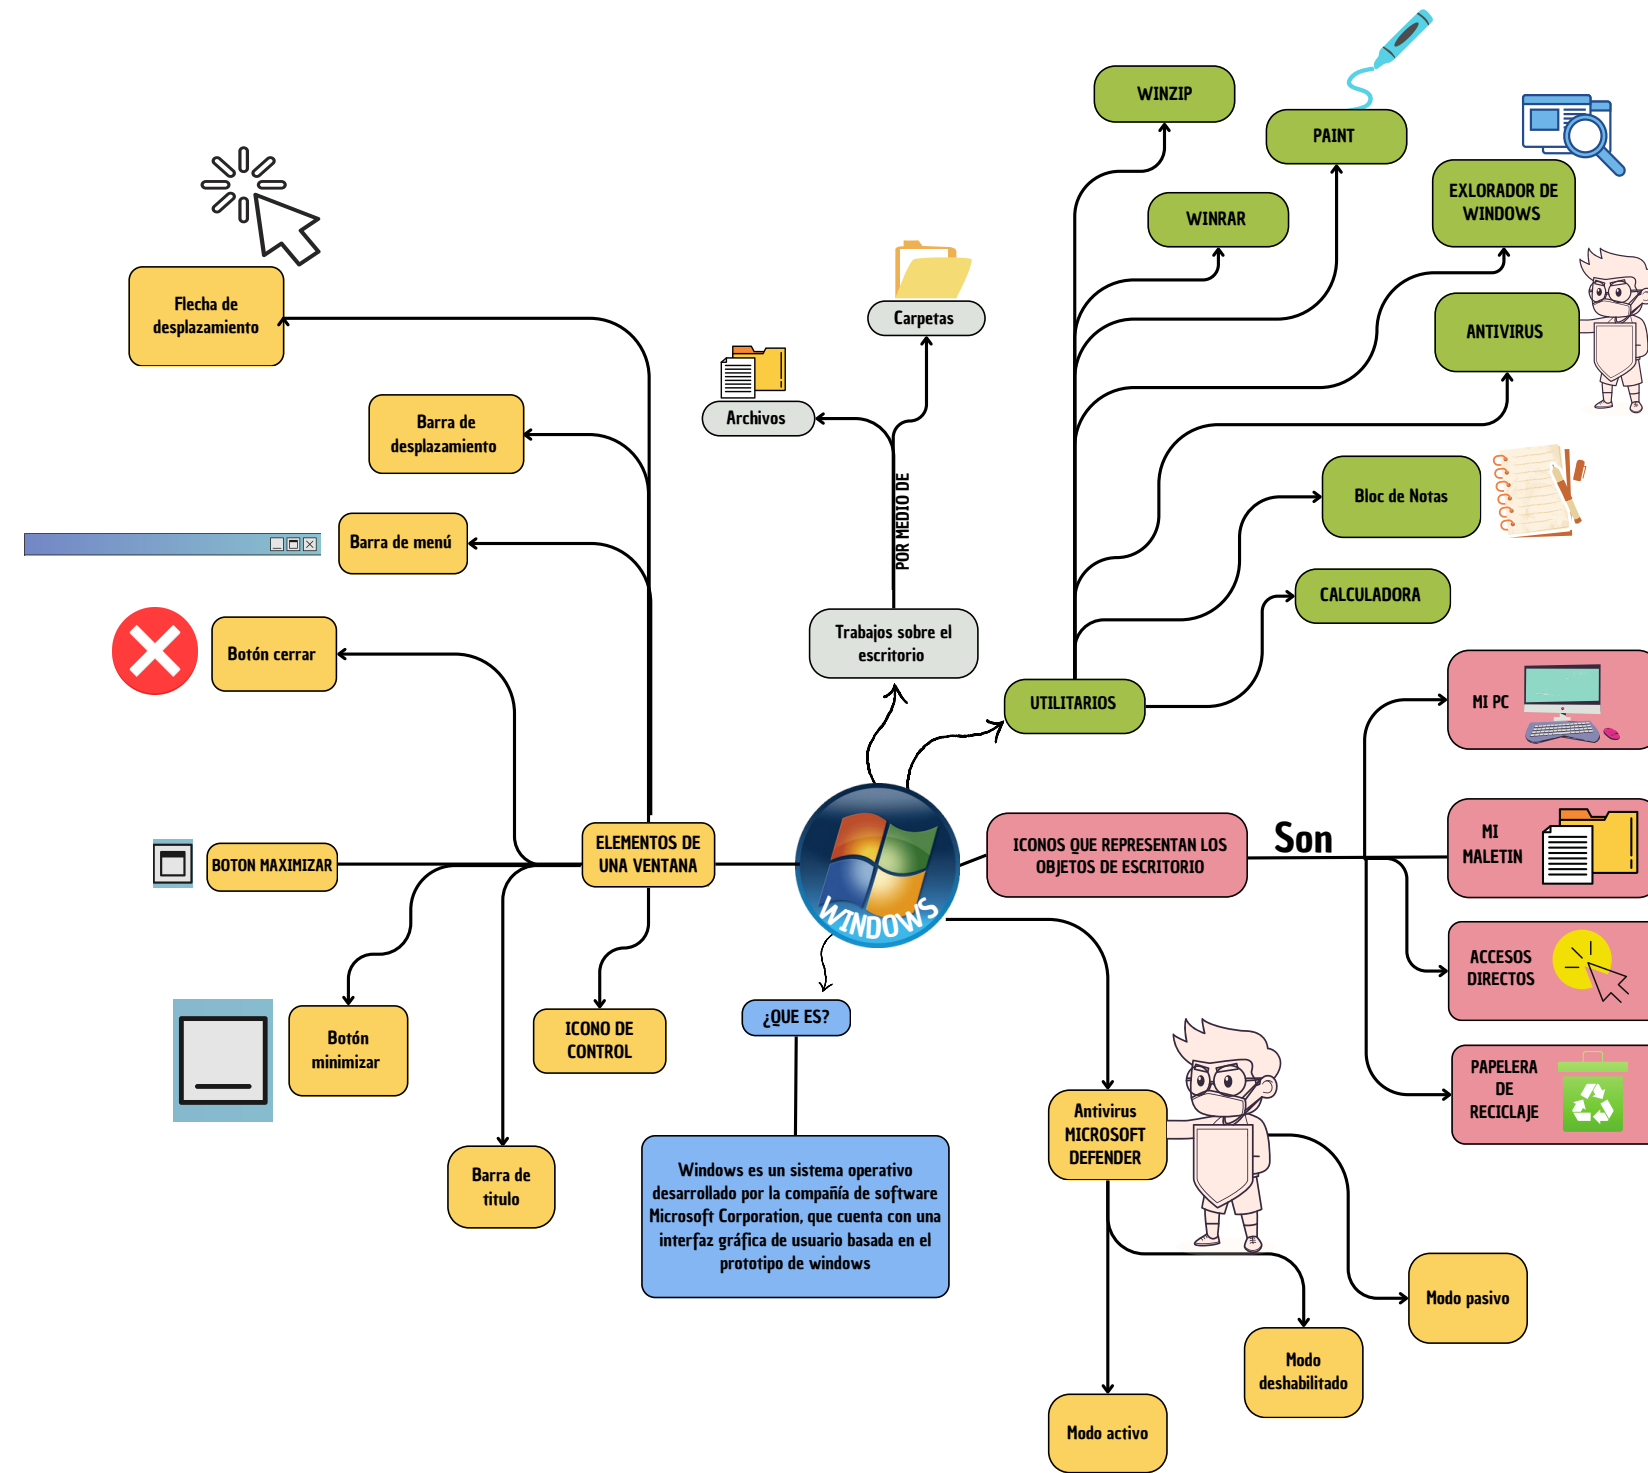 WINZIP
PAINT
EXLORADOR DE
WINDOWS
WINRAR
ANTIVIRUS
Bloc de Notas
CALCULADORA
UTILITARIOS
Carpetas
Archivos
POR MEDIO DE
Trabajos sobre el
escritorio
Flecha de
desplazamiento
Barra de
desplazamiento
Barra de menú
Botón cerrar
BOTON MAXIMIZAR
ELEMENTOS DE
UNA VENTANA
Botón
minimizar
ICONO DE
CONTROL
Barra de
titulo
WINDOWS
ICONOS QUE REPRESENTAN LOS
OBJETOS DE ESCRITORIO
Son
MI PC
MI
MALETIN
ACCESOS
DIRECTOS
PAPELERA
DE
RECICLAJE
¿QUE ES?
Windows es un sistema operativo
desarrollado por la compañía de software
Microsoft Corporation, que cuenta con una
interfaz gráfica de usuario basada en el
prototipo de windows
Antivirus
MICROSOFT
DEFENDER
Modo pasivo
Modo
deshabilitado
Modo activo